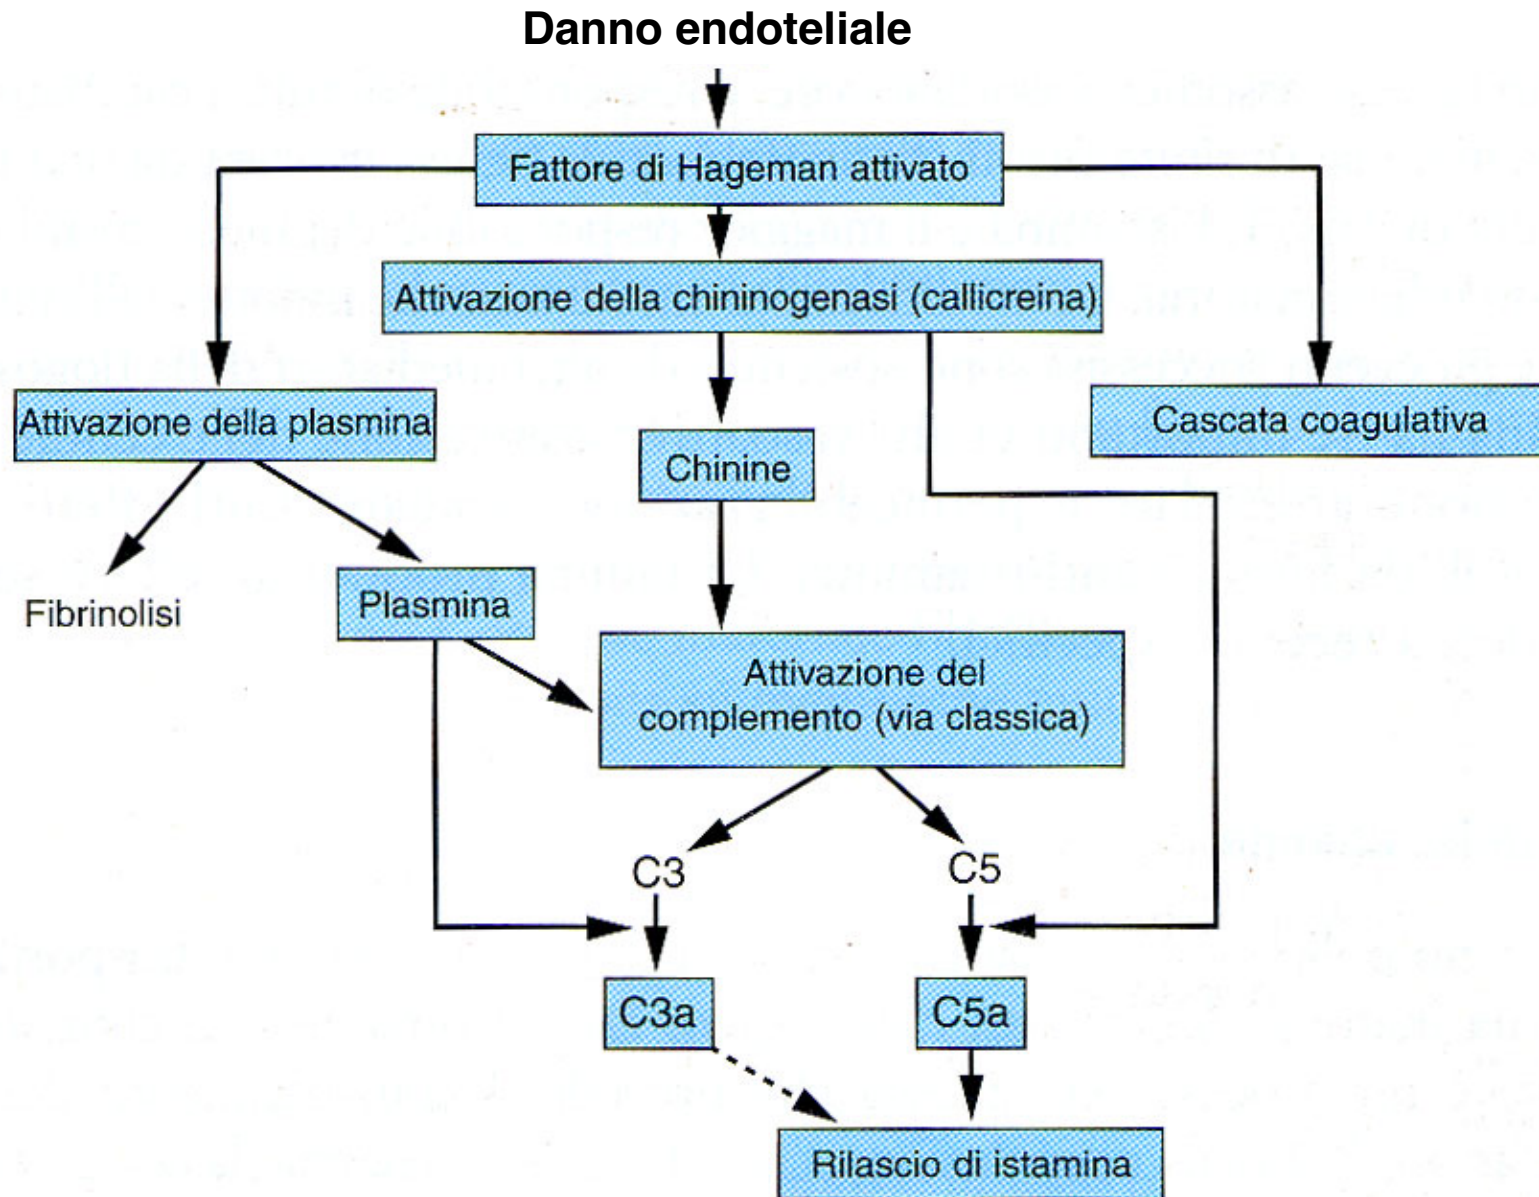 Danno endoteliale
Fattore di Hageman attivato
Attivazione della chininogenasi (callicreina)
Attivazione della plasmina
Cascata coagulativa
Chinine
Fibrinolisi
Plasmina
Attivazione del
complemento (via classica)
C3
C5
C3a
C5a
Rilascio di istamina